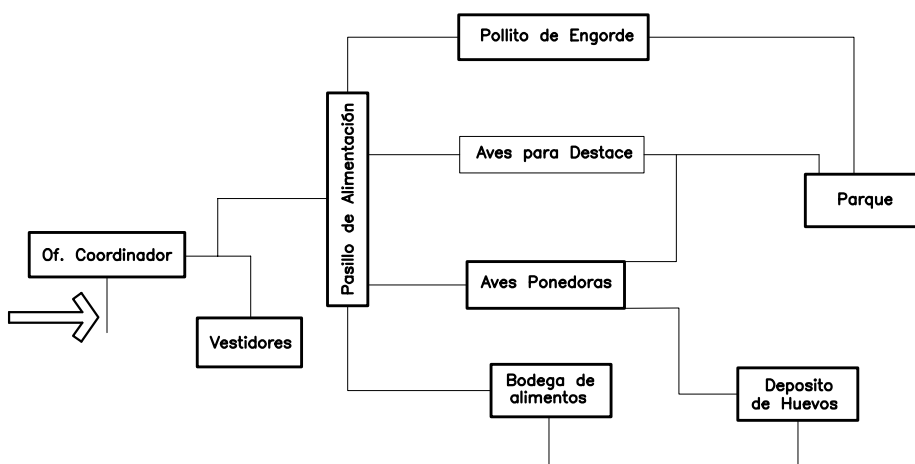 Pollito de Engorde
Pasillo de Alimentación
Aves para Destace
Parque
Of. Coordinador
Aves Ponedoras
Vestidores
Bodega de
alimentos
Deposito
de Huevos